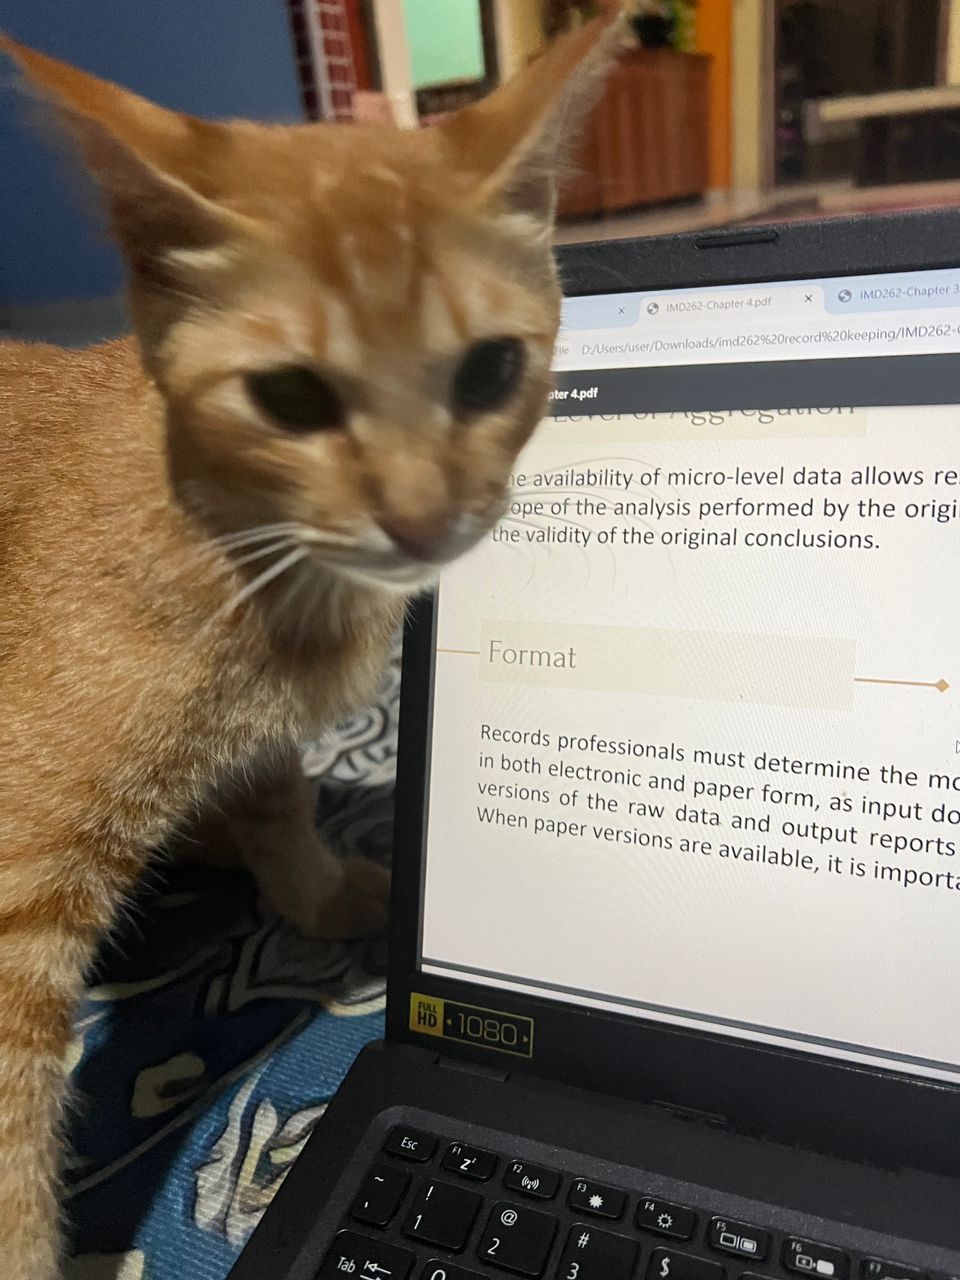 IMD262-Chapter 4.pdf
IMD262-Chapter 3
D:/Users/user/Downloads/imd262%20record%20keeping/IMD262-
pter 4.pdf
Level of Aggregation
he availability of micro-level data allows re
ope of the analysis performed by the origi
the validity of the original conclusions.
Format
Records professionals must determine the mo
in both electronic and paper form, as input do
versions of the raw data and output reports
When paper versions are available, it is importa
FULL HD 1080
Esc F1 F2 F3 F4 F5 F6 F7
~ ! @ # $
1 2 3
Tab Q